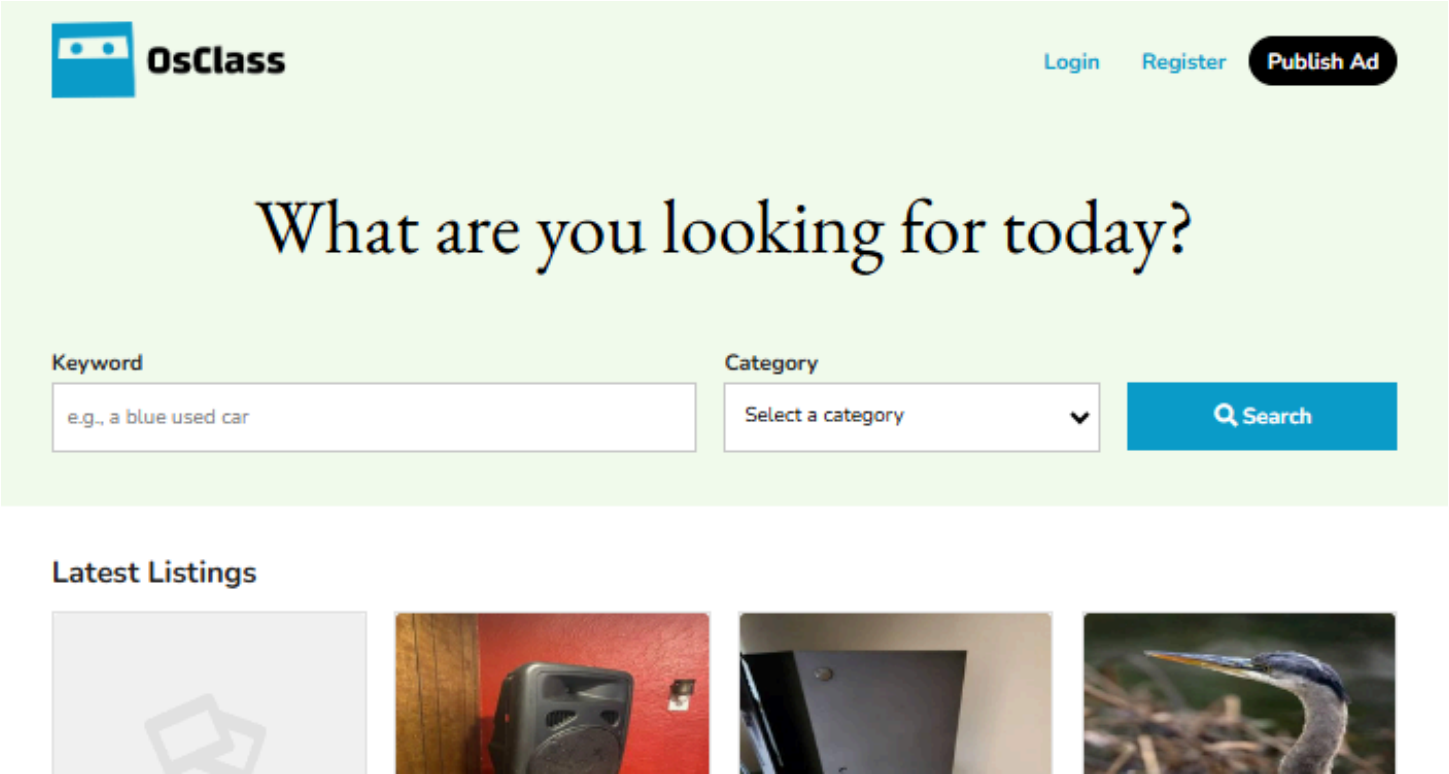 OsClass
Login Register Publish Ad
What are you looking for today?
Keyword
Category
e.g., a blue used car
Select a category
Search
Latest Listings